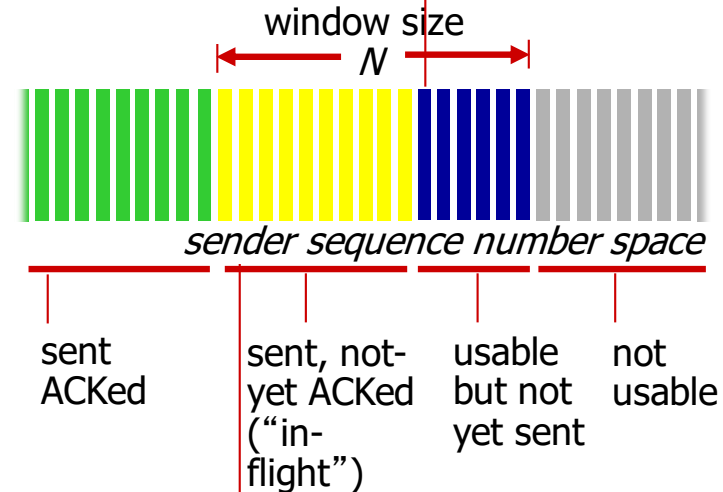 window size
N
sender sequence number space
sent
ACKed
sent, not-
yet ACKed
(“in-
flight”)
usable
but not
yet sent
not
usable